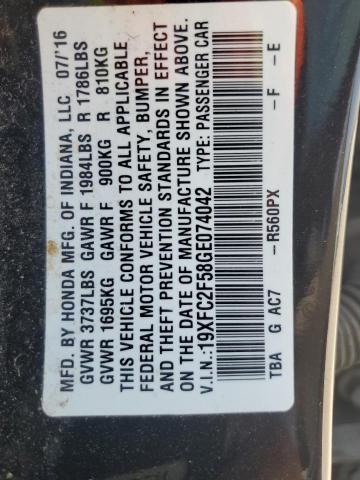 MFD. BY HONDA MFG. OF INDIANA, LLC 07/'16
GVWR 3737LBS GAWR F 1984LBS R 1786LBS
GVWR 1695KG GAWR F 900KG R 810KG
THIS VEHICLE CONFORMS TO ALL APPLICABLE
FEDERAL MOTOR VEHICLE SAFETY, BUMPER,
AND THEFT PREVENTION STANDARDS IN EFFECT
ON THE DATE OF MANUFACTURE SHOWN ABOVE.
V.I.N.:19XFC2F58GE074042 TYPE: PASSENGER CAR
TBA G AC7 -R560PX -F -E